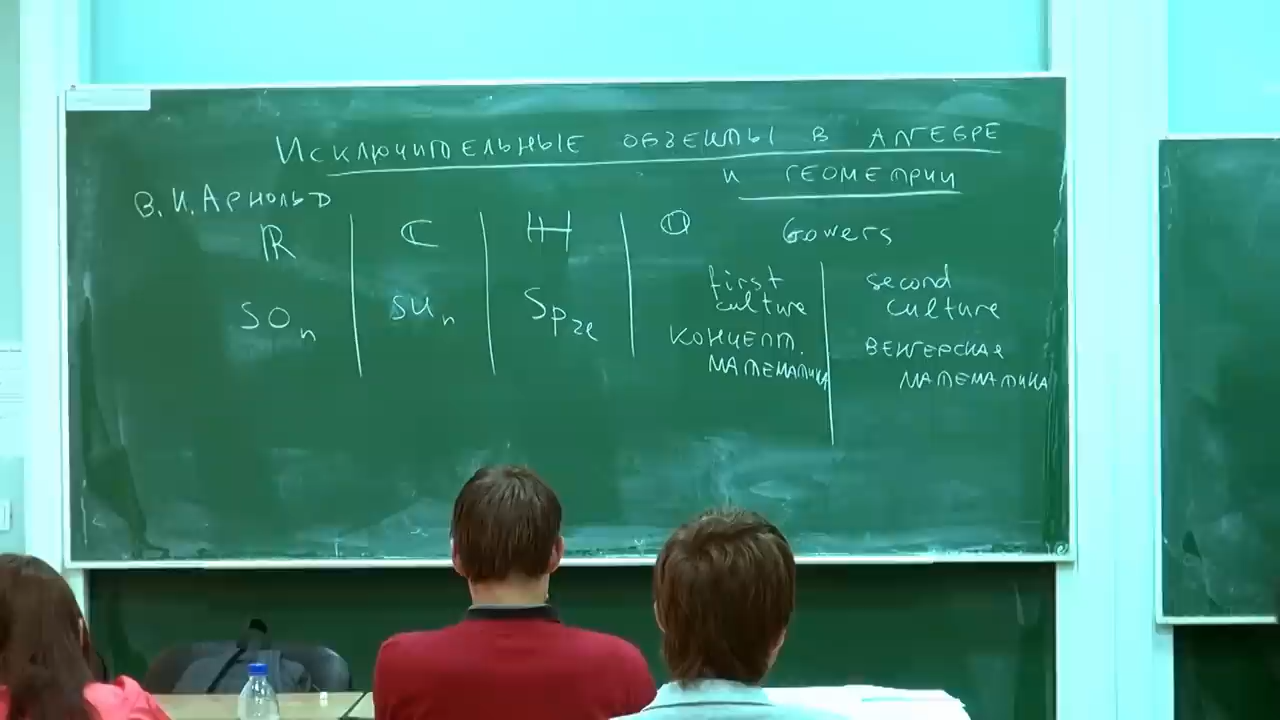 Исключительные объекты в алгебре
и геометрии
В. И. Арнольд
ℝ ℂ ℍ 𝕆 Gowers
SOn SUn Sp2e
first culture
концепт. математика
second culture
венгерская математика